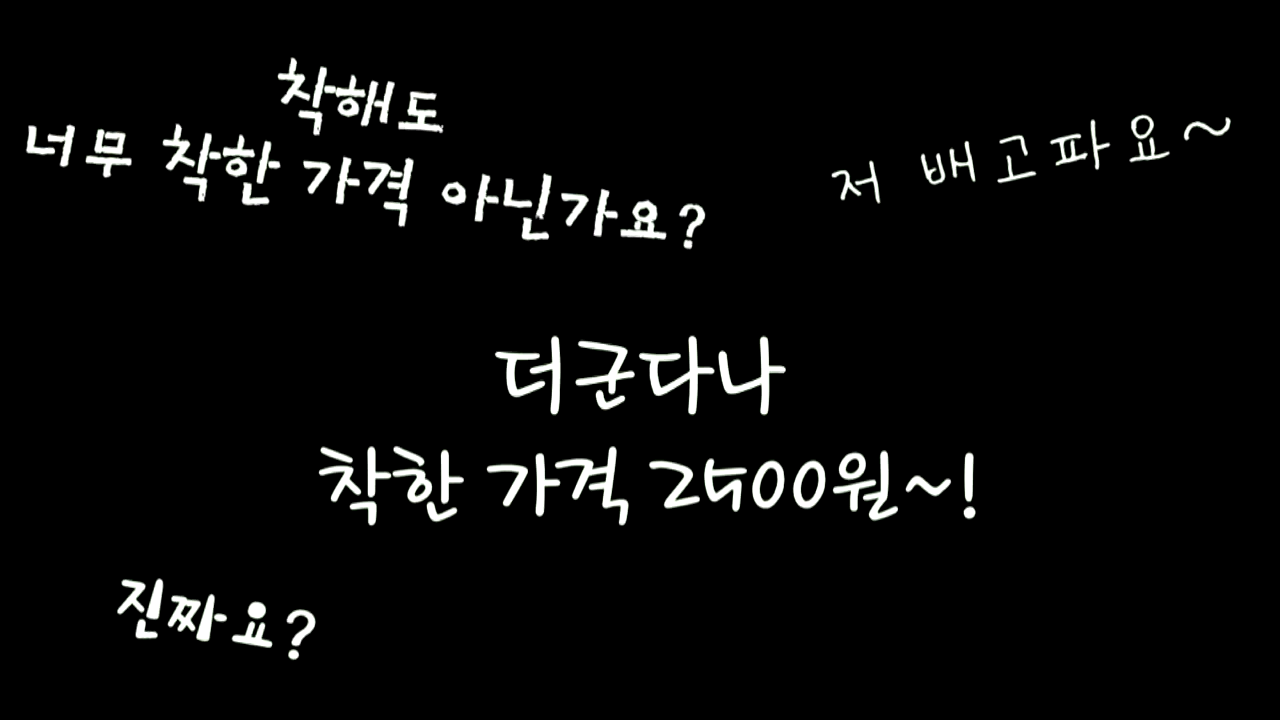 착해도
너무 착한 가격 아닌가요?
저 배고파요~
더군다나
착한 가격 2500원~!
진짜요?